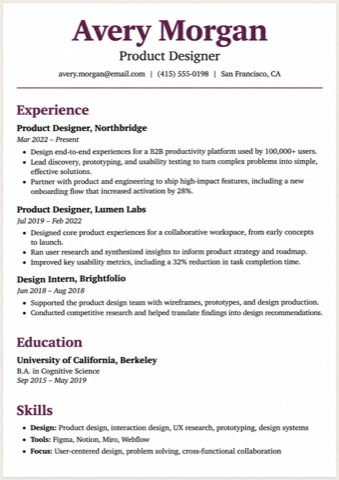 Avery Morgan
Product Designer
avery.morgan@email.com | (415) 555-0198 | San Francisco, CA
Experience
Product Designer, Northbridge
Mar 2022 – Present
• Design end-to-end experiences for a B2B productivity platform used by 100,000+ users.
• Lead discovery, prototyping, and usability testing to turn complex problems into simple,
effective solutions.
• Partner with product and engineering to ship high-impact features, including a new
onboarding flow that increased activation by 28%.
Product Designer, Lumen Labs
Jul 2019 – Feb 2022
• Designed core product experiences for a collaborative workspace, from early concepts
to launch.
• Ran user research and synthesized insights to inform product strategy and roadmap.
• Improved key usability metrics, including a 32% reduction in task completion time.
Design Intern, Brightfolio
Jun 2018 – Aug 2018
• Supported the product design team with wireframes, prototypes, and design production.
• Conducted competitive research and helped translate findings into design recommendations.
Education
University of California, Berkeley
B.A. in Cognitive Science
Sep 2015 – May 2019
Skills
• Design: Product design, interaction design, UX research, prototyping, design systems
• Tools: Figma, Notion, Miro, Webflow
• Focus: User-centered design, problem solving, cross-functional collaboration